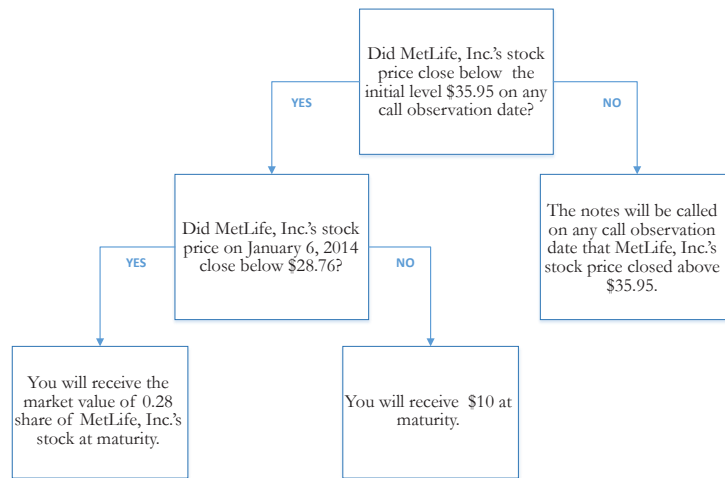 Did MetLife, Inc.'s stock
price close below the
initial level $35.95 on any
call observation date?
YES
NO
Did MetLife, Inc.'s stock
price on January 6, 2014
close below $28.76?
The notes will be called
on any call observation
date that MetLife, Inc.'s
stock price closed above
$35.95.
YES
NO
You will receive the
market value of 0.28
share of MetLife, Inc.'s
stock at maturity.
You will receive $10 at
maturity.